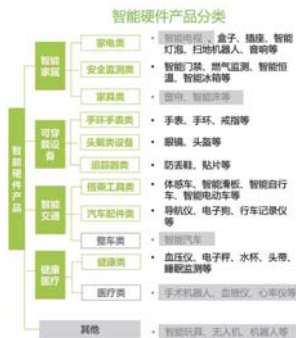 智能硬件产品分类
智能硬件产品
智能
家居
家电类
• 智能电视、盒子、插座、智能
灯泡、扫地机器人、音响等
安全监测类
• 智能门禁、燃气监测、智能恒
温、智能冰箱等
家具类
• 窗帘、智能床等
可穿
戴设
备
手环手表类
• 手表、手环、戒指等
头戴类设备
• 眼镜、头盔等
追踪器类
• 防丢鞋、贴片等
智能
交通
搭乘工具类
• 体感车、智能滑板、智能自行
车、智能电动车等
汽车配件类
• 导航仪、电子狗、行车记录仪
等
整车类
• 智能汽车
健康
医疗
健康类
• 血压仪、电子秤、水杯、头带、
睡眠监测等
医疗类
• 手术机器人、血糖仪、心率仪等
其他
• 智能玩具、无人机、机器人等